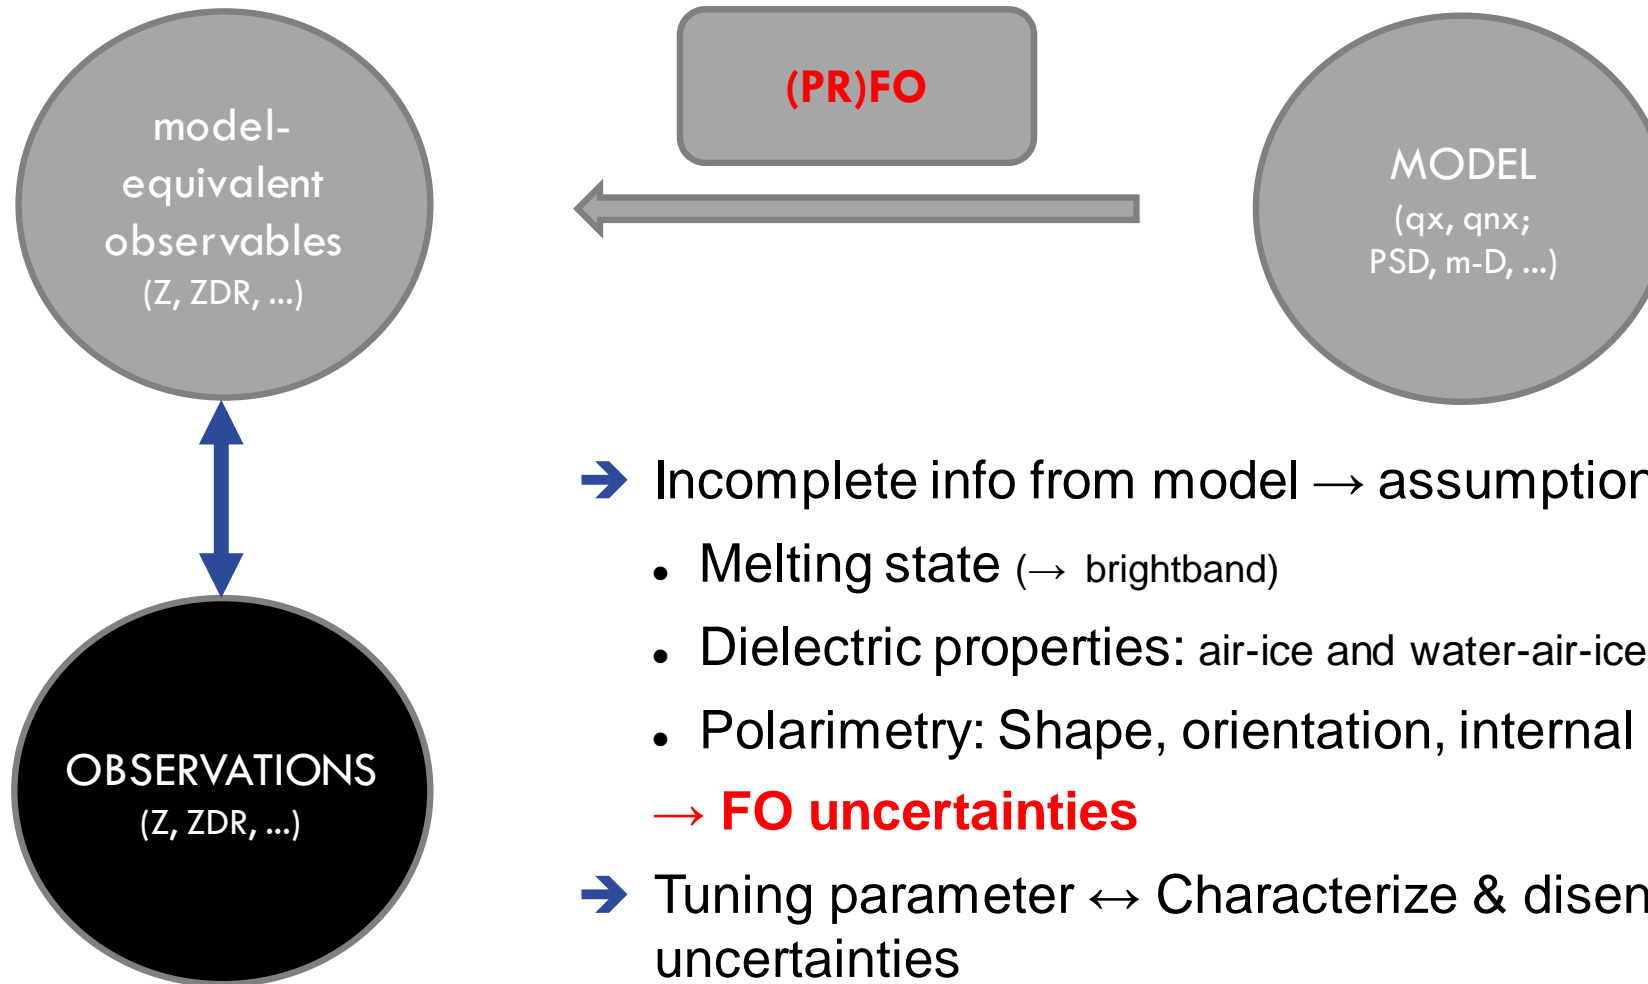 (PR)FO
model-
equivalent
observables
(Z, ZDR, ...)
MODEL
(qx, qnx;
PSD, m-D, ...)
➔ Incomplete info from model → assumption
• Melting state (→ brightband)
• Dielectric properties: air-ice and water-air-ice
• Polarimetry: Shape, orientation, internal
→ FO uncertainties
OBSERVATIONS
(Z, ZDR, ...)
➔ Tuning parameter ↔ Characterize & disen
uncertainties